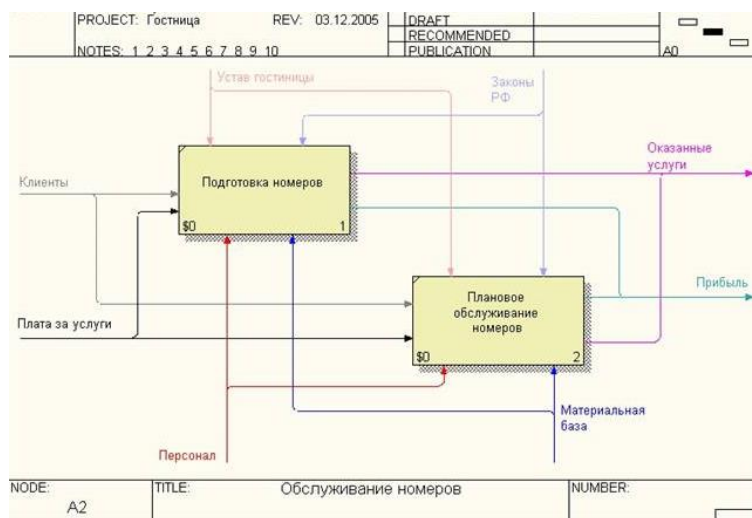 PROJECT: Гостница
REV: 03.12.2005
DRAFT
RECOMMENDED
NOTES: 1 2 3 4 5 6 7 8 9 10
PUBLICATION
A0
Устав гостиницы
Законы
РФ
Оказанные
услуги
Клиенты
Подготовка номеров
$0
1
Прибыль
Плановое
обслуживание
номеров
Плата за услуги
$0
2
Материальная
база
Персонал
NODE:
A2
TITLE:
Обслуживание номеров
NUMBER: